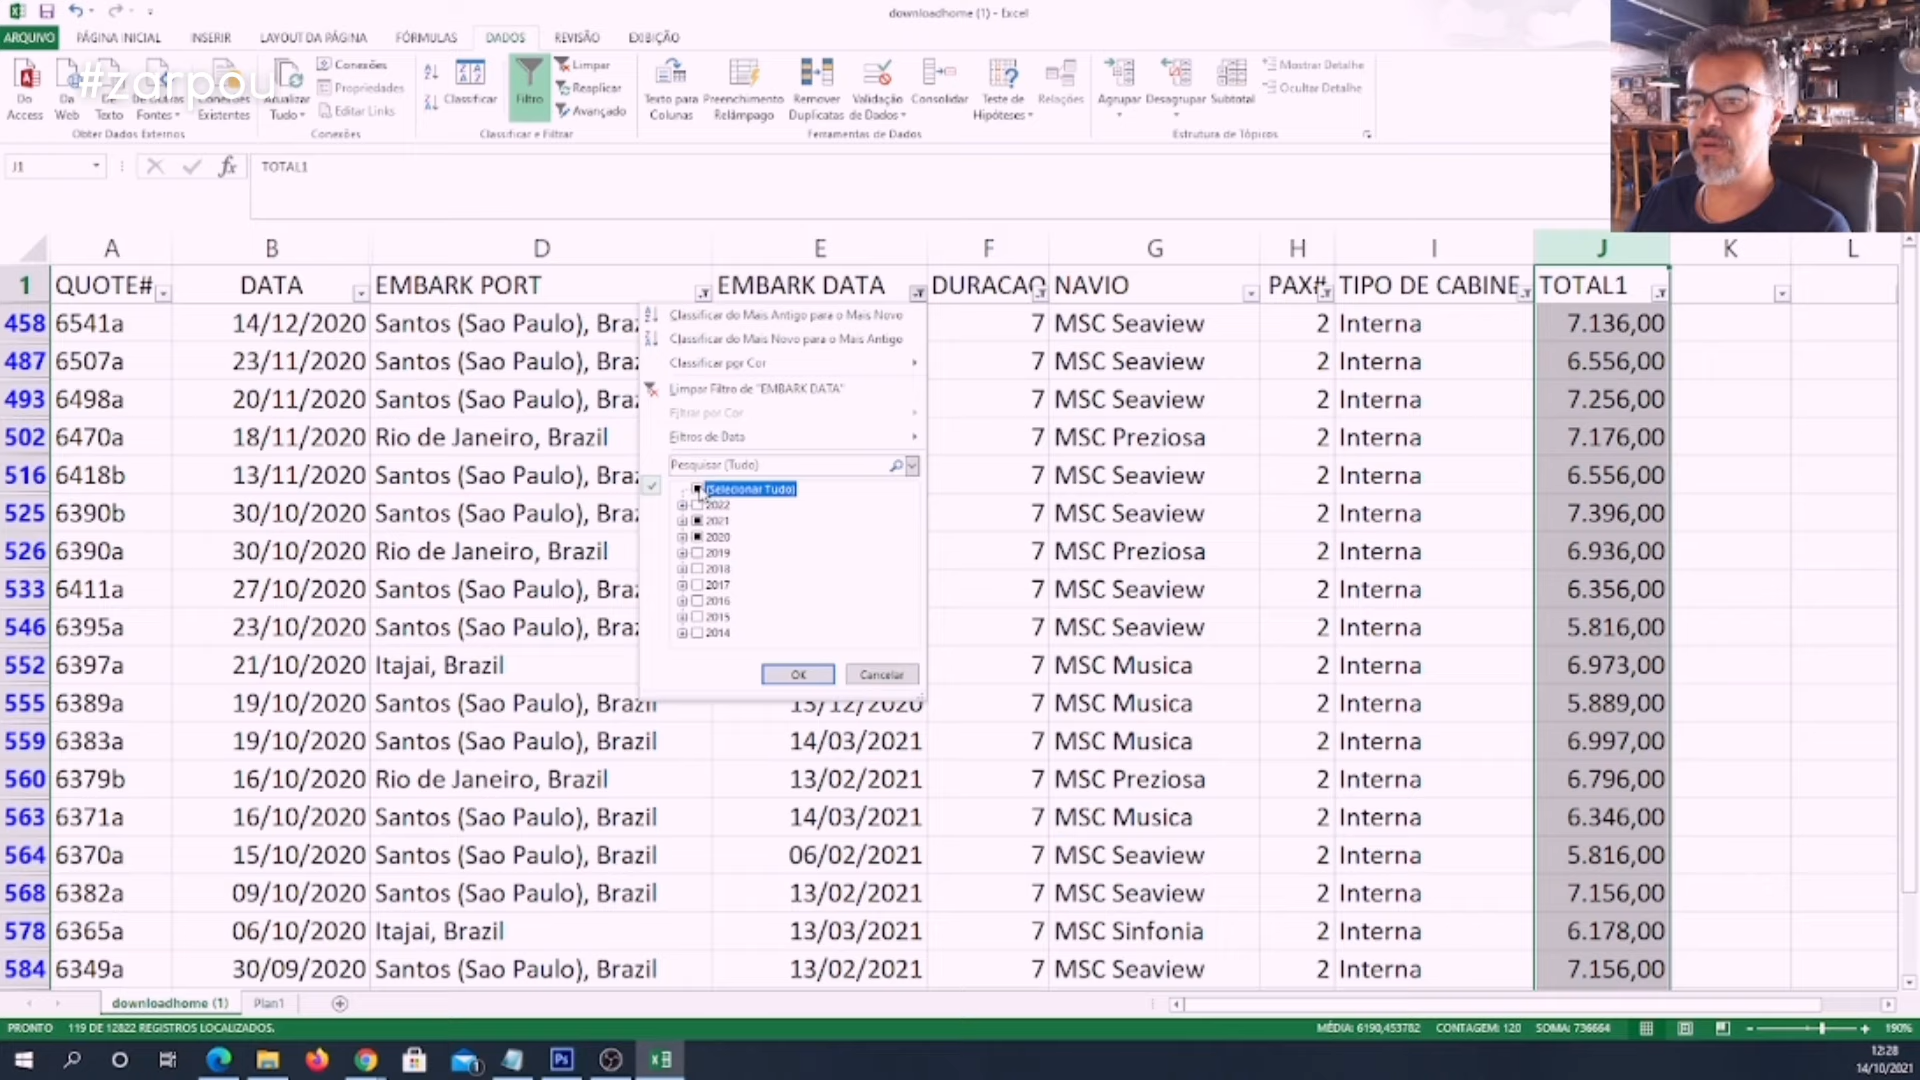 downloadhome (1) - Excel
ARQUIVO PÁGINA INICIAL INSERIR LAYOUT DA PÁGINA FÓRMULAS DADOS REVISÃO EXIBIÇÃO
#zarpou
Do Access
Da Web
Do Texto
De Outras Fontes
Conexões Existentes
Obter Dados Externos
Atualizar Tudo
Conexões
Propriedades
Editar Links
Conexões
Classificar
Filtro
Limpar
Reaplicar
Avançado
Classificar e Filtrar
Texto para Colunas
Preenchimento Relâmpago
Remover Duplicatas
Validação de Dados
Consolidar
Teste de Hipóteses
Relações
Ferramentas de Dados
Agrupar
Desagrupar
Subtotal
Mostrar Detalhe
Ocultar Detalhe
Estrutura de Tópicos
J1 fx TOTAL1
A B D E F G H I J K L
1 QUOTE# DATA EMBARK PORT EMBARK DATA DURACAO NAVIO PAX# TIPO DE CABINE TOTAL1
458 6541a 14/12/2020 Santos (Sao Paulo), Bra 7 MSC Seaview 2 Interna 7.136,00
487 6507a 23/11/2020 Santos (Sao Paulo), Bra 7 MSC Seaview 2 Interna 6.556,00
493 6498a 20/11/2020 Santos (Sao Paulo), Bra 7 MSC Seaview 2 Interna 7.256,00
502 6470a 18/11/2020 Rio de Janeiro, Brazil 7 MSC Preziosa 2 Interna 7.176,00
516 6418b 13/11/2020 Santos (Sao Paulo), Bra 7 MSC Seaview 2 Interna 6.556,00
525 6390b 30/10/2020 Santos (Sao Paulo), Bra 7 MSC Seaview 2 Interna 7.396,00
526 6390a 30/10/2020 Rio de Janeiro, Brazil 7 MSC Preziosa 2 Interna 6.936,00
533 6411a 27/10/2020 Santos (Sao Paulo), Bra 7 MSC Seaview 2 Interna 6.356,00
546 6395a 23/10/2020 Santos (Sao Paulo), Bra 7 MSC Seaview 2 Interna 5.816,00
552 6397a 21/10/2020 Itajai, Brazil 7 MSC Musica 2 Interna 6.973,00
555 6389a 19/10/2020 Santos (Sao Paulo), Brazil 13/12/2020 7 MSC Musica 2 Interna 5.889,00
559 6383a 19/10/2020 Santos (Sao Paulo), Brazil 14/03/2021 7 MSC Musica 2 Interna 6.997,00
560 6379b 16/10/2020 Rio de Janeiro, Brazil 13/02/2021 7 MSC Preziosa 2 Interna 6.796,00
563 6371a 16/10/2020 Santos (Sao Paulo), Brazil 14/03/2021 7 MSC Musica 2 Interna 6.346,00
564 6370a 15/10/2020 Santos (Sao Paulo), Brazil 06/02/2021 7 MSC Seaview 2 Interna 5.816,00
568 6382a 09/10/2020 Santos (Sao Paulo), Brazil 13/02/2021 7 MSC Seaview 2 Interna 7.156,00
578 6365a 06/10/2020 Itajai, Brazil 13/03/2021 7 MSC Sinfonia 2 Interna 6.178,00
584 6349a 30/09/2020 Santos (Sao Paulo), Brazil 13/02/2021 7 MSC Seaview 2 Interna 7.156,00
Classificar do Mais Antigo para o Mais Novo
Classificar do Mais Novo para o Mais Antigo
Classificar por Cor
Limpar Filtro de "EMBARK DATA"
Filtrar por Cor
Filtros de Data
Pesquisar (Tudo)
(Selecionar Tudo)
2022
2021
2020
2019
2018
2017
2016
2015
2014
OK Cancelar
downloadhome (1) Plan1
PRONTO 119 DE 12822 REGISTROS LOCALIZADOS. MÉDIA: 6190,453782 CONTAGEM: 120 SOMA: 736664 190%
12:28
14/10/2021